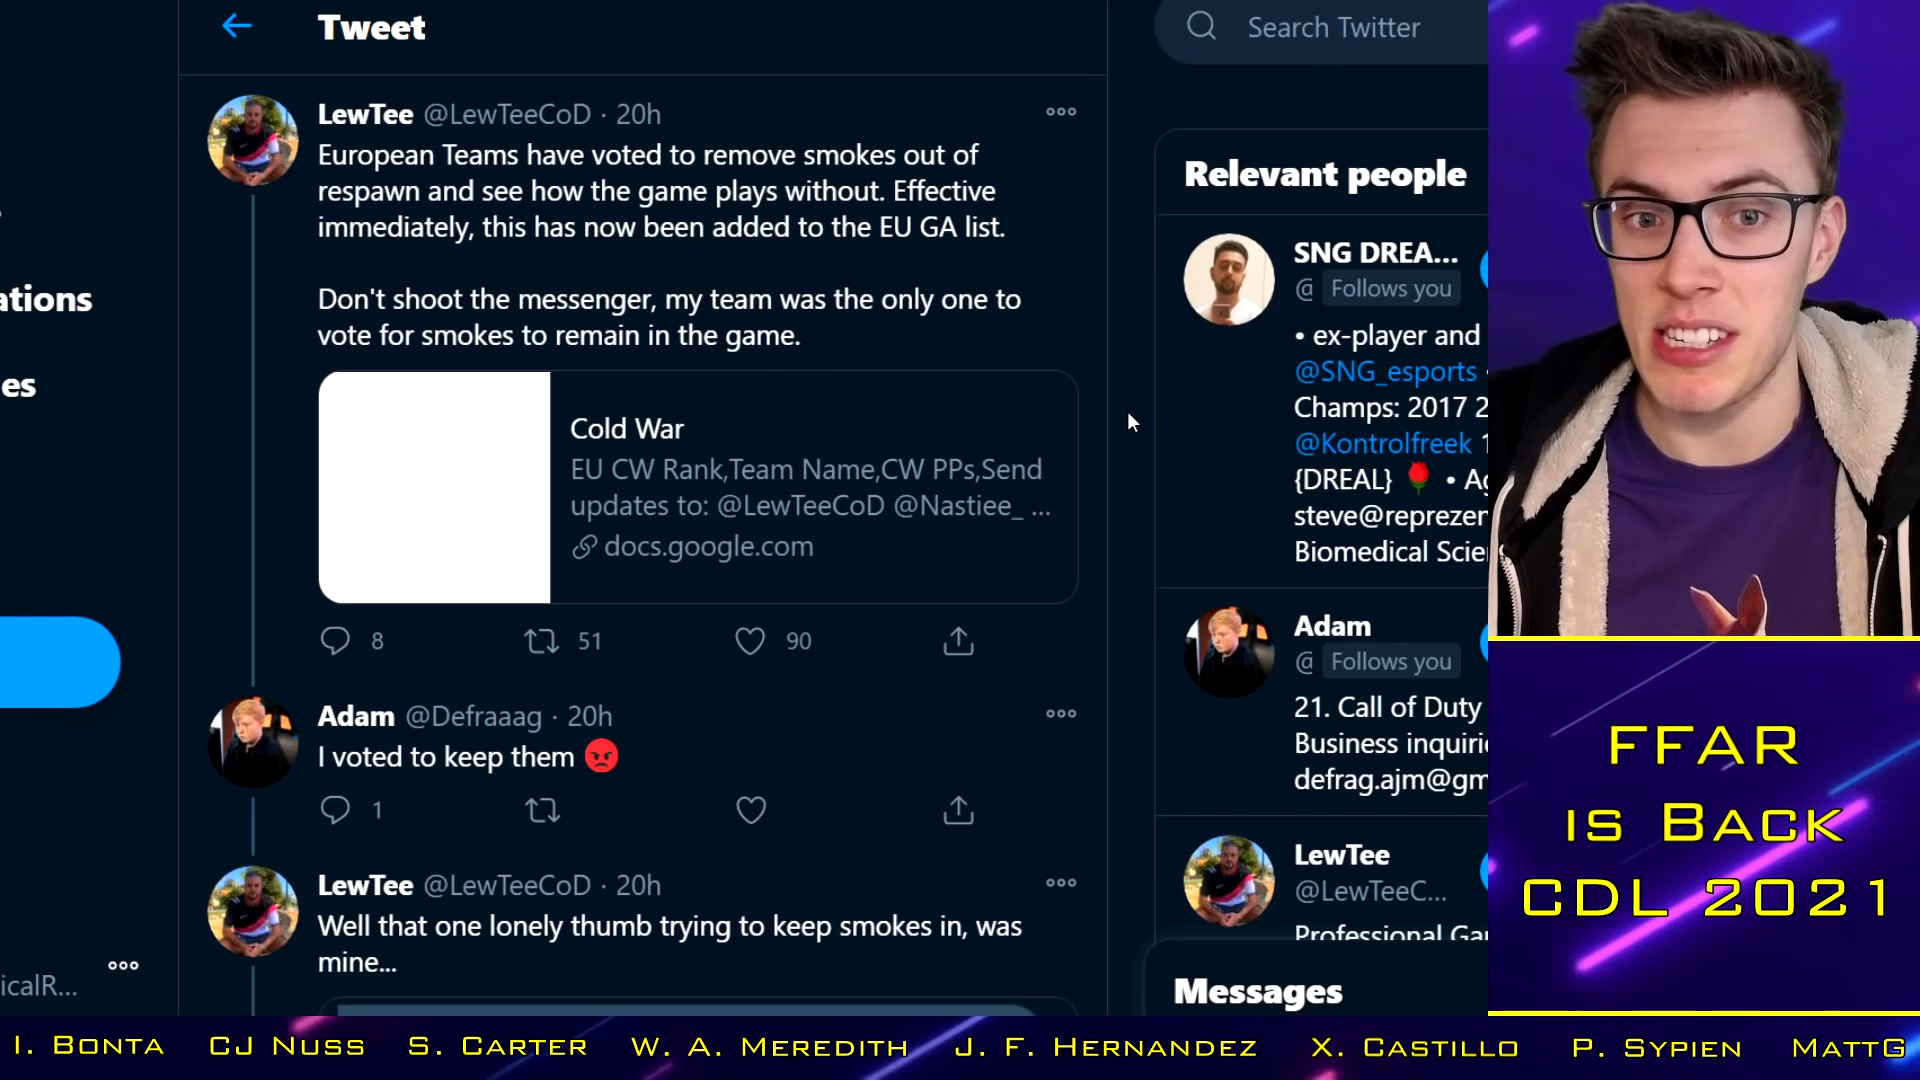 Tweet
LewTee @LewTeeCoD · 20h
European Teams have voted to remove smokes out of
respawn and see how the game plays without. Effective
immediately, this has now been added to the EU GA list.
Don't shoot the messenger, my team was the only one to
vote for smokes to remain in the game.
Cold War
EU CW Rank,Team Name,CW PPs,Send
updates to: @LewTeeCoD @Nastiee_ ...
docs.google.com
8 51 90
Adam @Defraaag · 20h
I voted to keep them 😡
1
LewTee @LewTeeCoD · 20h
Well that one lonely thumb trying to keep smokes in, was
mine...
ations
es
icalR...
Search Twitter
Relevant people
SNG DREA...
@ Follows you
• ex-player and
@SNG_esports
Champs: 2017 2
@Kontrolfreek
{DREAL} 🌹 •
steve@reprezen
Biomedical Scie
Adam
@ Follows you
21. Call of Duty
Business inquiri
defrag.ajm@gm
LewTee
@LewTeeC...
Professional Ga
Messages
FFAR
is Back
CDL 2021
I. Bonta CJ Nuss S. Carter W. A. Meredith J. F. Hernandez X. Castillo P. Sypien MattG